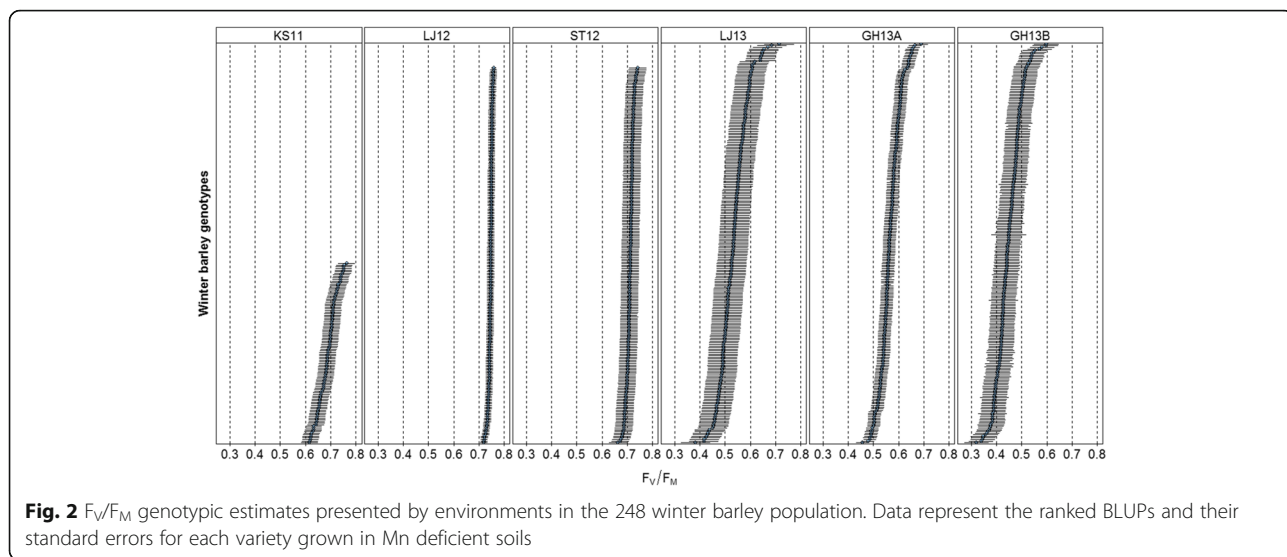 KS11 LJ12 ST12 LJ13 GH13A GH13B
Winter barley genotypes
0.3 0.4 0.5 0.6 0.7 0.8 0.3 0.4 0.5 0.6 0.7 0.8 0.3 0.4 0.5 0.6 0.7 0.8 0.3 0.4 0.5 0.6 0.7 0.8 0.3 0.4 0.5 0.6 0.7 0.8 0.3 0.4 0.5 0.6 0.7 0.8
FV/FM
Fig. 2 FV/FM genotypic estimates presented by environments in the 248 winter barley population. Data represent the ranked BLUPs and their
standard errors for each variety grown in Mn deficient soils